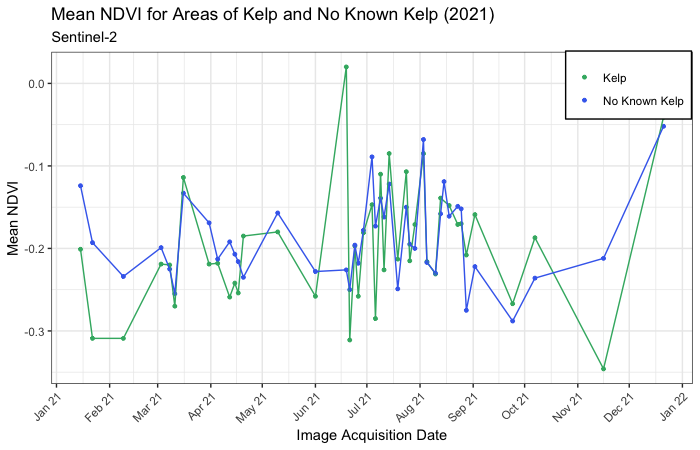 Mean NDVI for Areas of Kelp and No Known Kelp (2021)
Sentinel-2
Kelp
No Known Kelp
Mean NDVI
0.0
-0.1
-0.2
-0.3
Jan 21
Feb 21
Mar 21
Apr 21
May 21
Jun 21
Jul 21
Aug 21
Sep 21
Oct 21
Nov 21
Dec 21
Jan 22
Image Acquisition Date